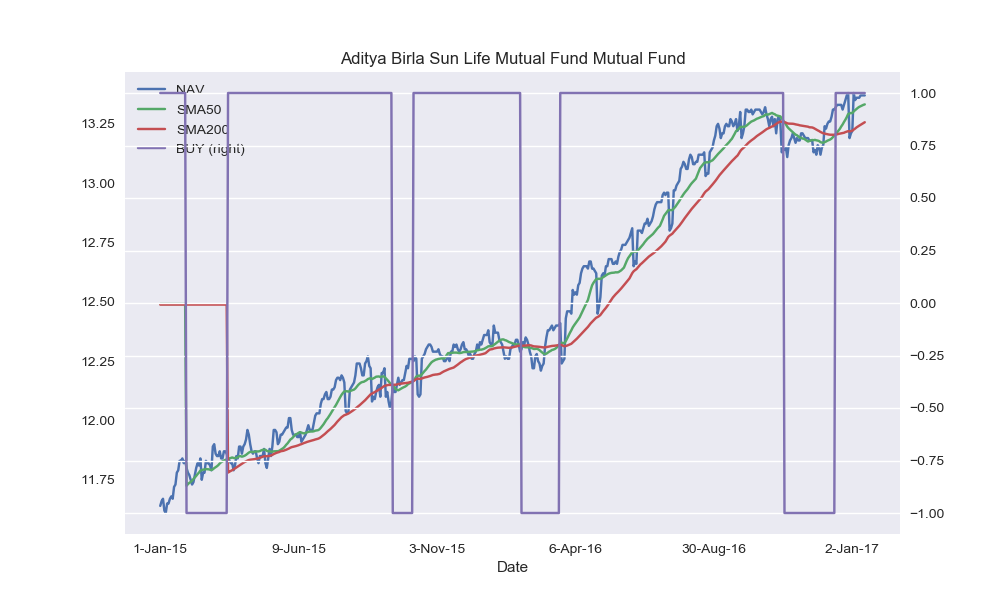 Aditya Birla Sun Life Mutual Fund Mutual Fund
NAV
SMA50
SMA200
BUY (right)
13.25
13.00
12.75
12.50
12.25
12.00
11.75
1.00
0.75
0.50
0.25
0.00
−0.25
−0.50
−0.75
−1.00
1-Jan-15 9-Jun-15 3-Nov-15 6-Apr-16 30-Aug-16 2-Jan-17
Date